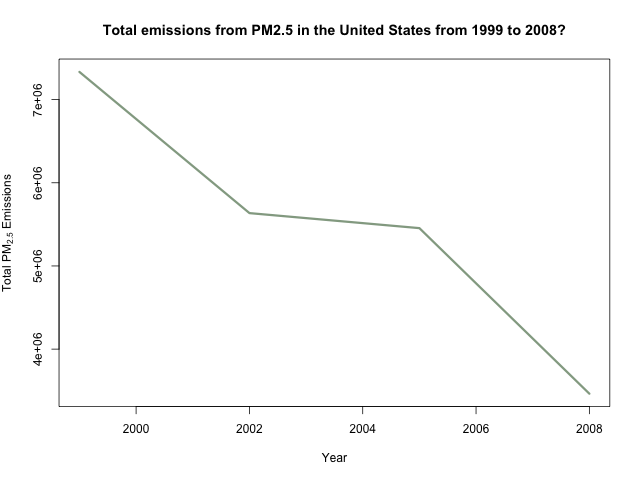 Total emissions from PM2.5 in the United States from 1999 to 2008?
Total PM2.5 Emissions
7e+06
6e+06
5e+06
4e+06
2000 2002 2004 2006 2008
Year